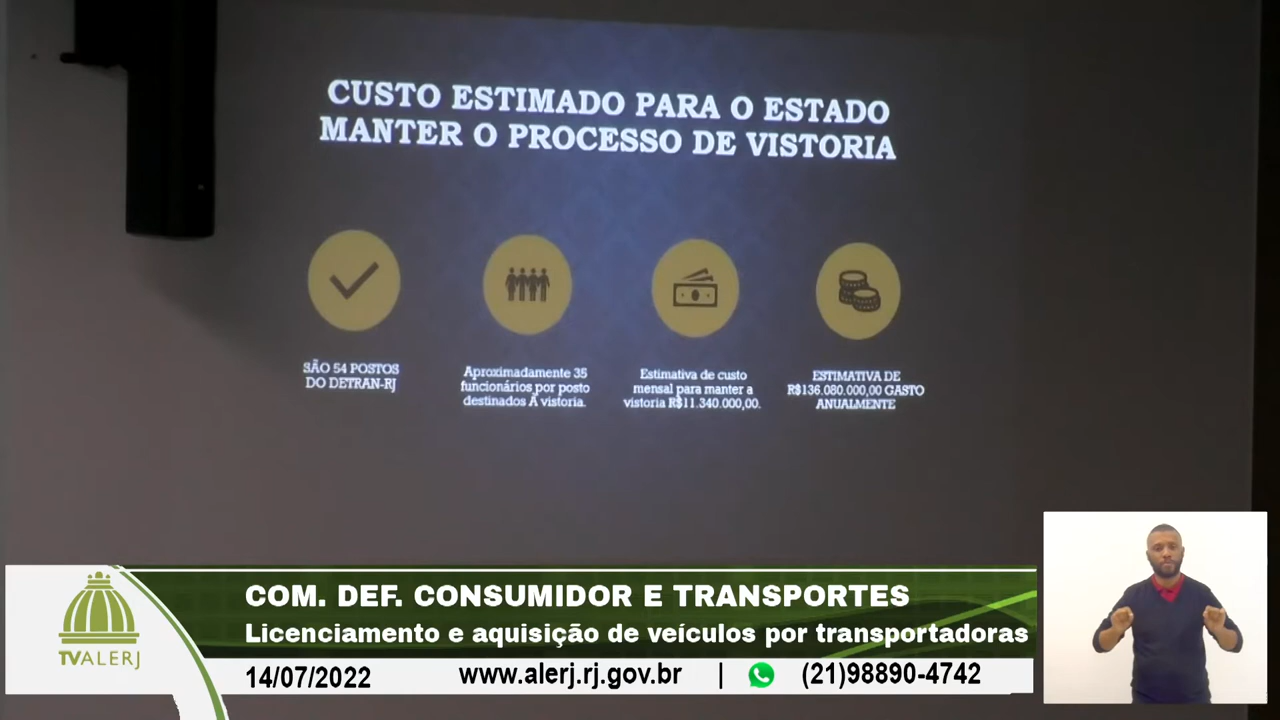 CUSTO ESTIMADO PARA O ESTADO
MANTER O PROCESSO DE VISTORIA
SÃO 54 POSTOS
DO DETRAN-RJ
Aproximadamente 35
funcionários por posto
destinados Á vistoria.
Estimativa de custo
mensal para manter a
vistoria R$11.340.000,00.
ESTIMATIVA DE
R$136.080.000,00 GASTO
ANUALMENTE
COM. DEF. CONSUMIDOR E TRANSPORTES
Licenciamento e aquisição de veículos por transportadoras
TVALERJ
14/07/2022
www.alerj.rj.gov.br | (21)98890-4742